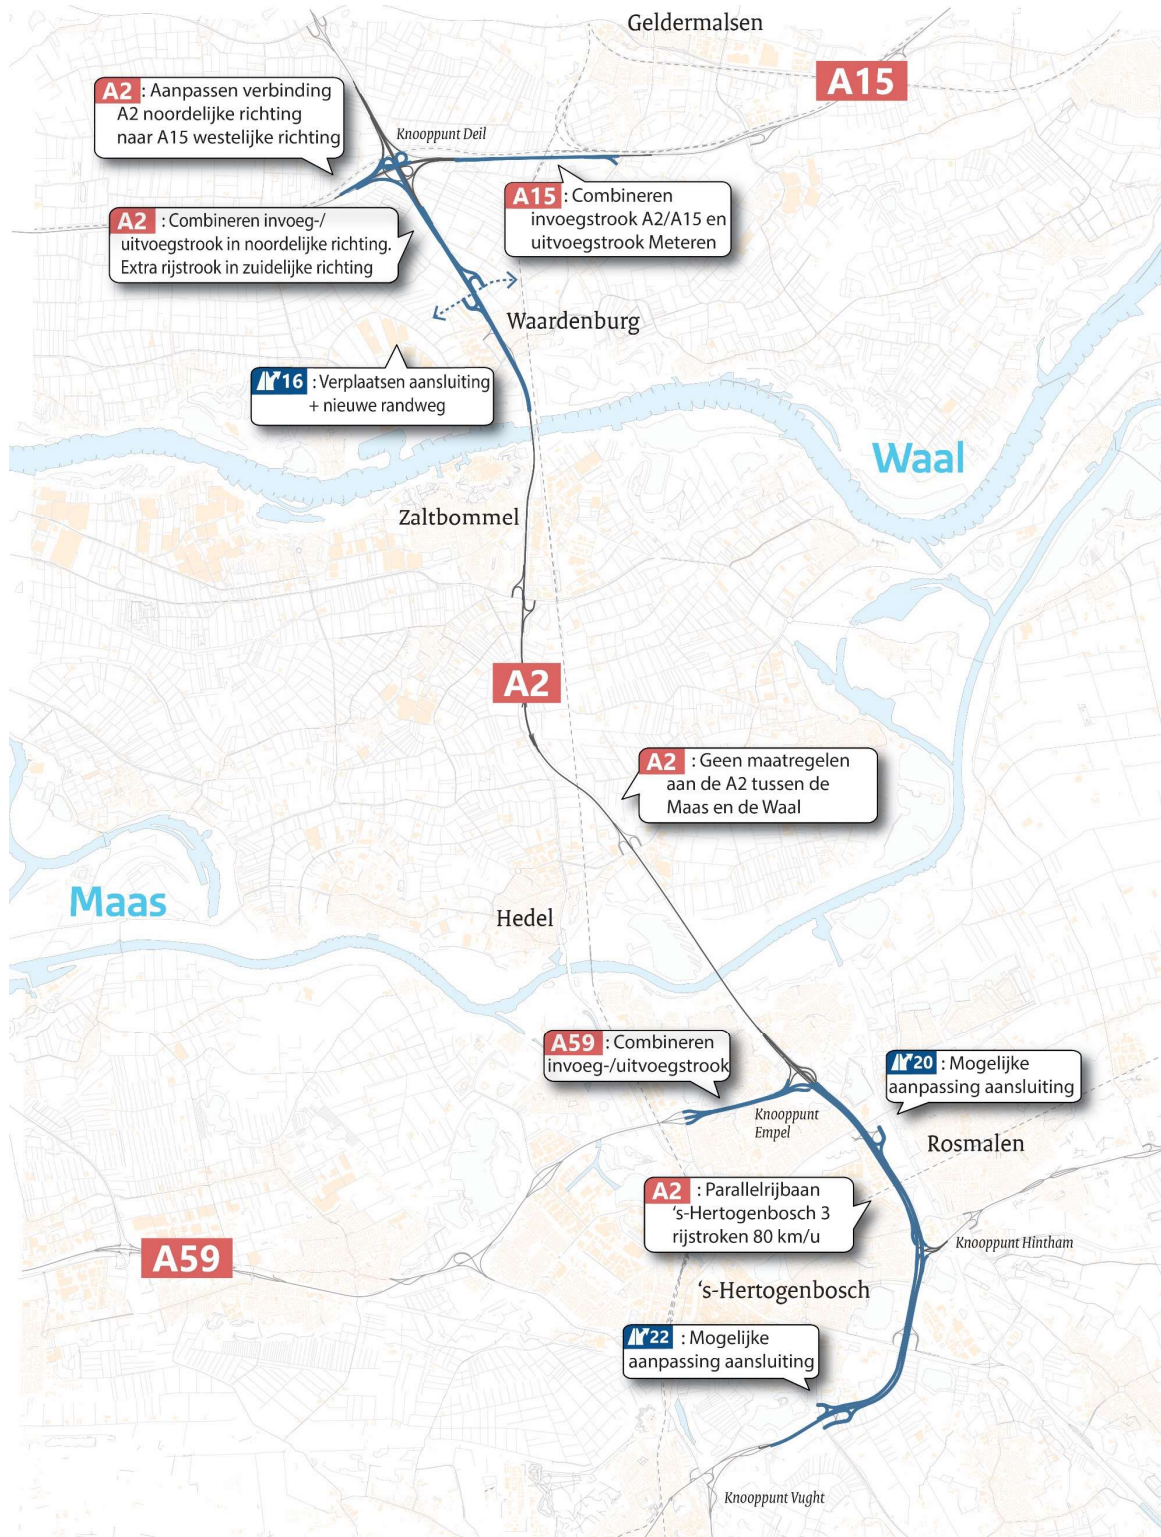 Geldermalsen
A15
A2 : Aanpassen verbinding
A2 noordelijke richting
naar A15 westelijke richting
Knooppunt Deil
A15 : Combineren
invoegstrook A2/A15 en
uitvoegstrook Meteren
A2 : Combineren invoeg-/
uitvoegstrook in noordelijke richting.
Extra rijstrook in zuidelijke richting
Waardenburg
16 : Verplaatsen aansluiting
+ nieuwe randweg
Waal
Zaltbommel
A2
A2 : Geen maatregelen
aan de A2 tussen de
Maas en de Waal
Maas
Hedel
A59 : Combineren
invoeg-/uitvoegstrook
20 : Mogelijke
aanpassing aansluiting
Knooppunt
Empel
Rosmalen
A2 : Parallelrijbaan
‘s-Hertogenbosch 3
rijstroken 80 km/u
A59
Knooppunt Hintham
‘s-Hertogenbosch
22 : Mogelijke
aanpassing aansluiting
Knooppunt Vught